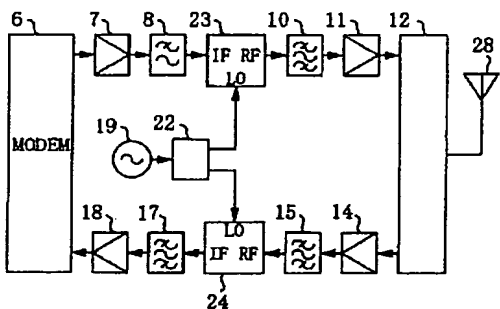 6 7 8 23 10 11 12 28
IF RF
LO
19 22
MODEM
18 17 15 14
LO
IF RF
24